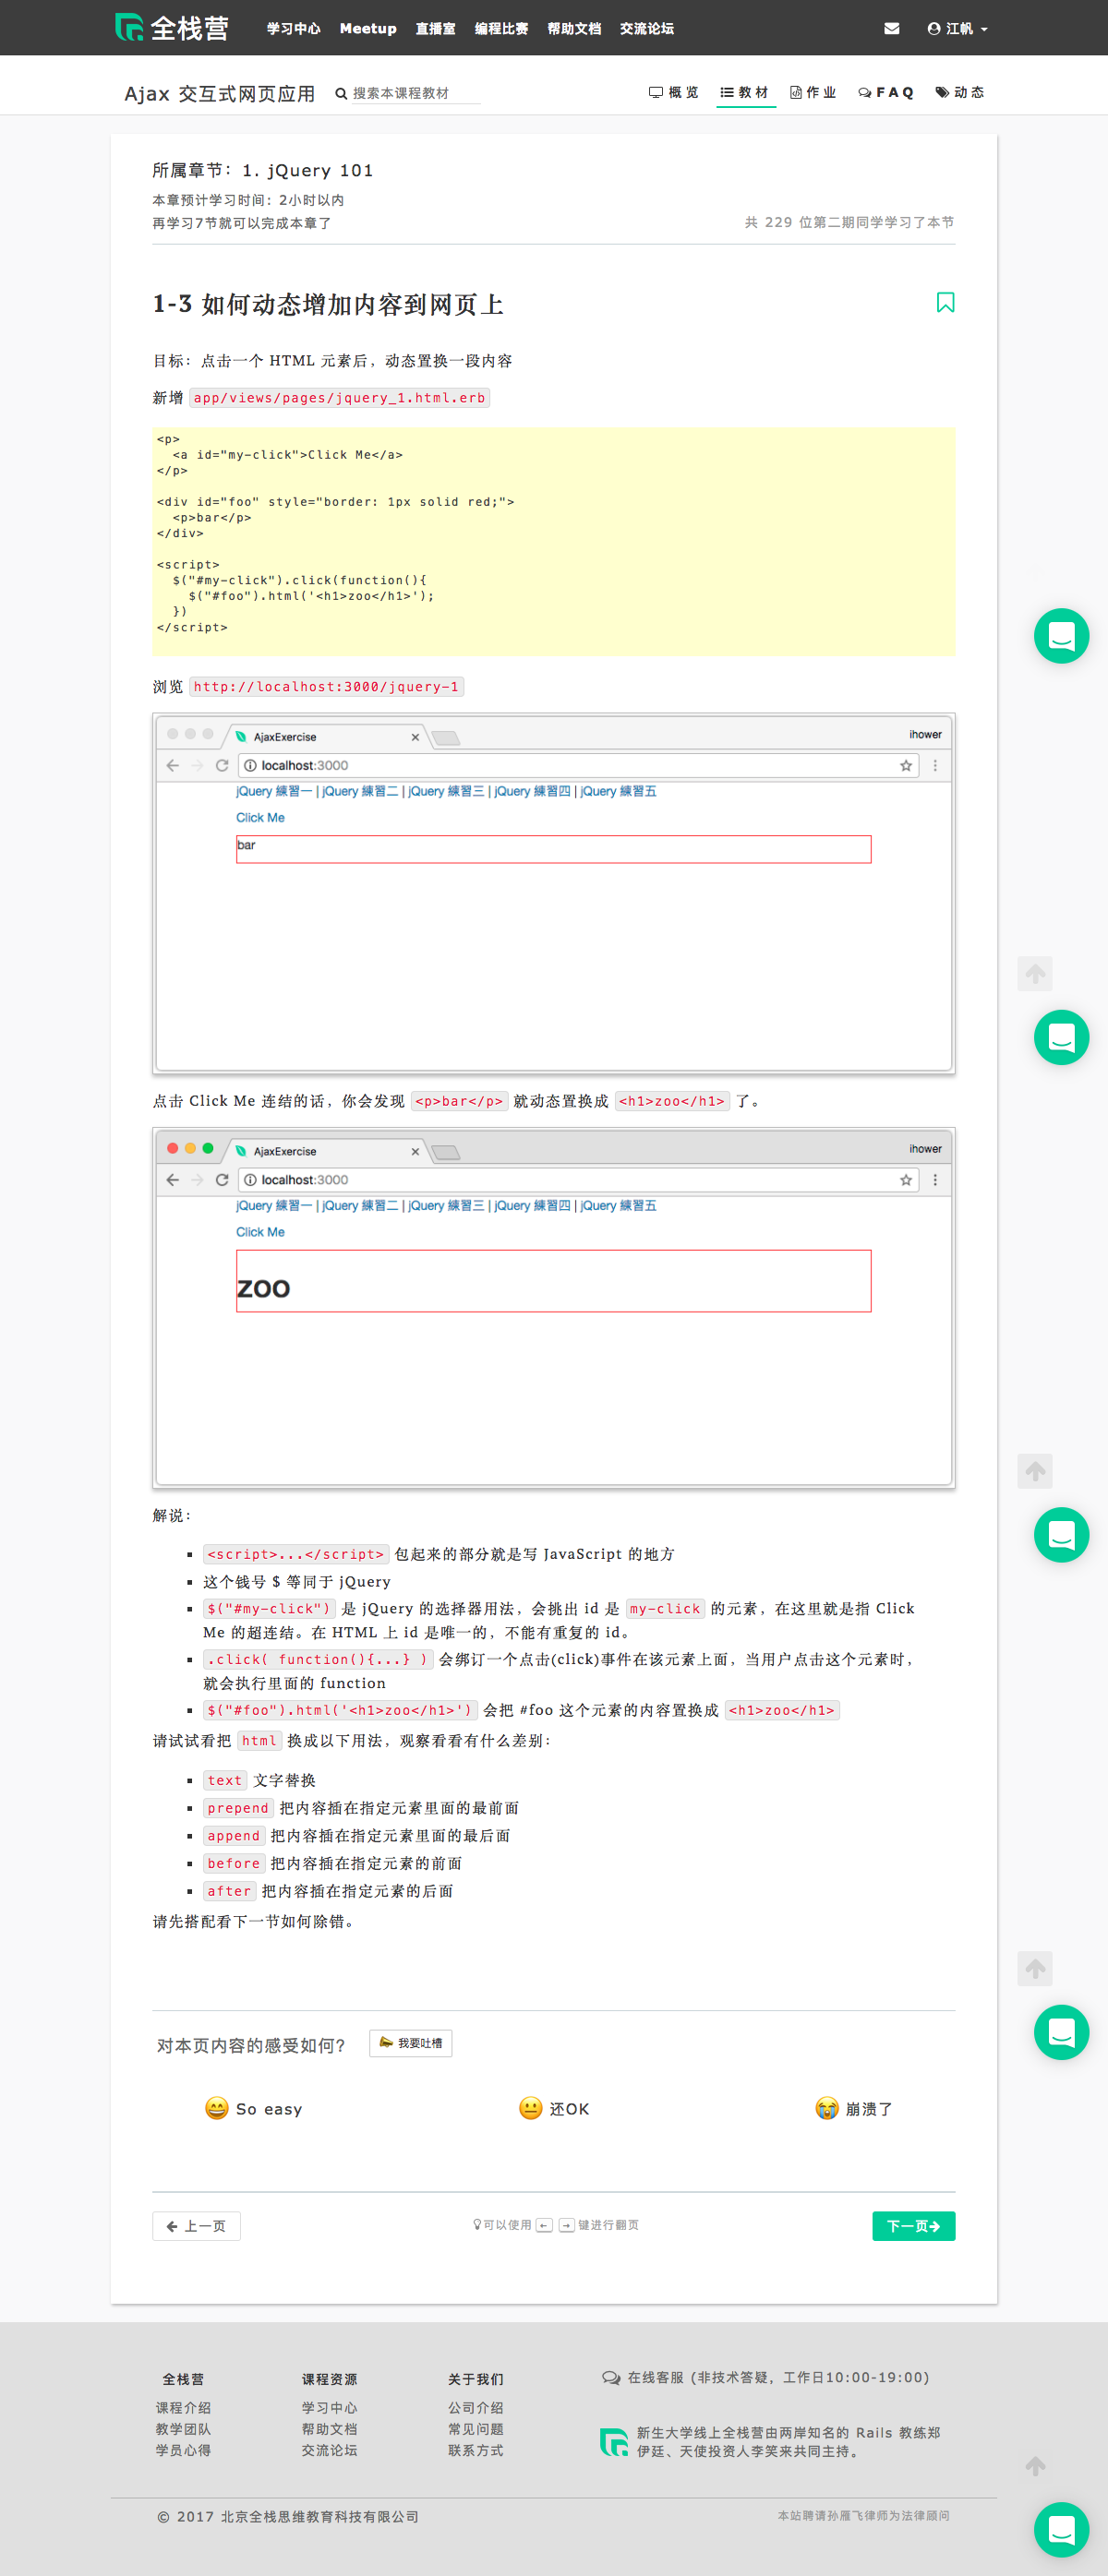 全栈营 学习中心 Meetup 直播室 编程比赛 帮助文档 交流论坛 江帆
Ajax 交互式网页应用 搜索本课程教材 概览 教材 作业 FAQ 动态
所属章节：1. jQuery 101
本章预计学习时间：2小时以内
再学习7节就可以完成本章了
共 229 位第二期同学学习了本节
1-3 如何动态增加内容到网页上
目标：点击一个 HTML 元素后，动态置换一段内容
新增 app/views/pages/jquery_1.html.erb
<p>
  <a id="my-click">Click Me</a>
</p>
<div id="foo" style="border: 1px solid red;">
  <p>bar</p>
</div>
<script>
  $("#my-click").click(function(){
    $("#foo").html('<h1>zoo</h1>');
  })
</script>
浏览 http://localhost:3000/jquery-1
AjaxExercise ihower
localhost:3000
jQuery 練習一 | jQuery 練習二 | jQuery 練習三 | jQuery 練習四 | jQuery 練習五
Click Me
bar
点击 Click Me 连结的话，你会发现 <p>bar</p> 就动态置换成 <h1>zoo</h1> 了。
AjaxExercise ihower
localhost:3000
jQuery 練習一 | jQuery 練習二 | jQuery 練習三 | jQuery 練習四 | jQuery 練習五
Click Me
zoo
解说：
<script>...</script> 包起来的部分就是写 JavaScript 的地方
这个钱号 $ 等同于 jQuery
$("#my-click") 是 jQuery 的选择器用法，会挑出 id 是 my-click 的元素，在这里就是指 Click
Me 的超连结。在 HTML 上 id 是唯一的，不能有重复的 id。
.click( function(){...} ) 会绑订一个点击(click)事件在该元素上面，当用户点击这个元素时，
就会执行里面的 function
$("#foo").html('<h1>zoo</h1>') 会把 #foo 这个元素的内容置换成 <h1>zoo</h1>
请试试看把 html 换成以下用法，观察看看有什么差别：
text 文字替换
prepend 把内容插在指定元素里面的最前面
append 把内容插在指定元素里面的最后面
before 把内容插在指定元素的前面
after 把内容插在指定元素的后面
请先搭配看下一节如何除错。
对本页内容的感受如何? 我要吐槽
So easy 还OK 崩溃了
上一页 可以使用 ← → 键进行翻页 下一页
全栈营 课程资源 关于我们 在线客服 (非技术答疑，工作日10:00-19:00)
课程介绍 学习中心 公司介绍
教学团队 帮助文档 常见问题 新生大学线上全栈营由两岸知名的 Rails 教练郑
学员心得 交流论坛 联系方式 伊廷、天使投资人李笑来共同主持。
© 2017 北京全栈思维教育科技有限公司 本站聘请孙雁飞律师为法律顾问